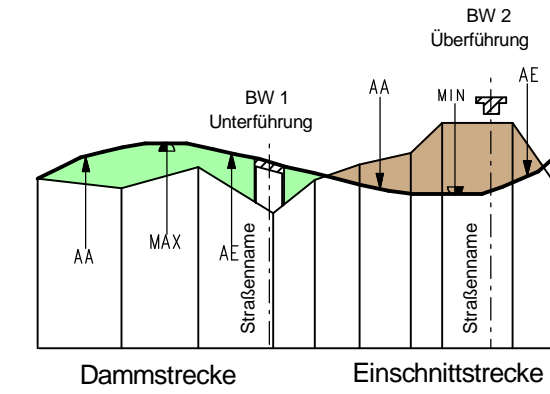 BW 2
Überführung
BW 1
Unterführung
AA
MIN
AE
AA
MAX
AE
Straßenname
Straßenname
Dammstrecke
Einschnittstrecke